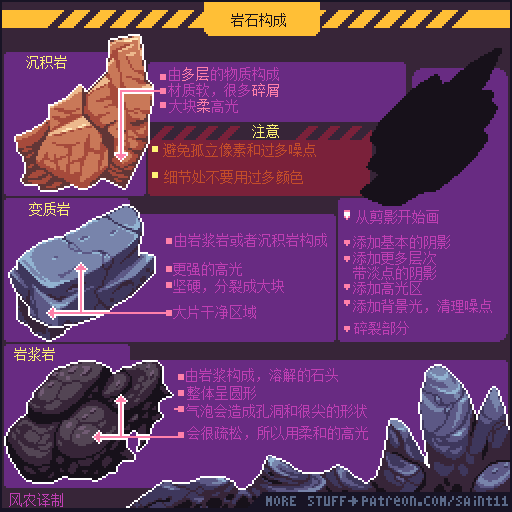 岩石构成
沉积岩
由多层的物质构成
材质软，很多碎屑
大块柔高光
注意
避免孤立像素和过多噪点
细节处不要用过多颜色
变质岩
由岩浆岩或者沉积岩构成
更强的高光
坚硬，分裂成大块
大片干净区域
从剪影开始画
添加基本的阴影
添加更多层次
带淡点的阴影
添加高光区
添加背景光，清理噪点
碎裂部分
岩浆岩
由岩浆构成，溶解的石头
整体呈圆形
气泡会造成孔洞和很尖的形状
会很疏松，所以用柔和的高光
风农译制
MORE STUFF→PATREON.COM/SAINT11